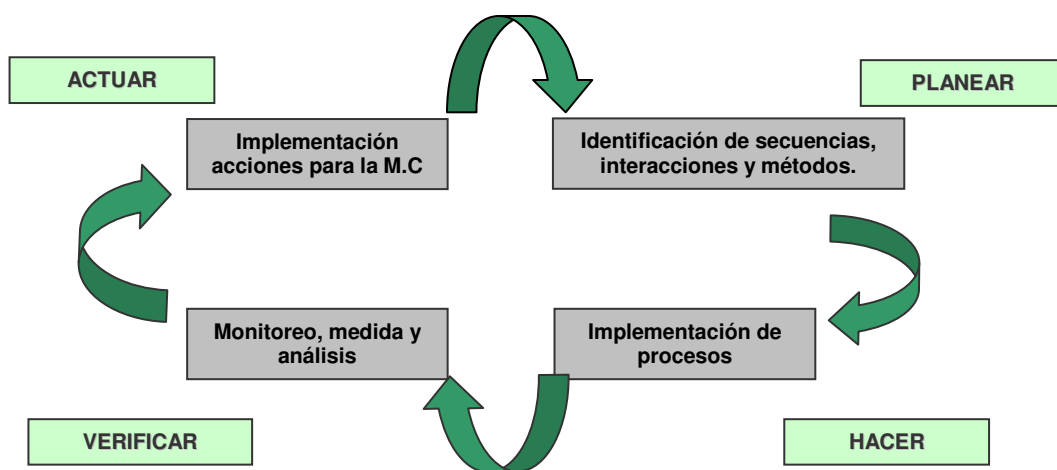 ACTUAR
PLANEAR
Implementación
acciones para la M.C
Identificación de secuencias,
interacciones y métodos.
Monitoreo, medida y
análisis
Implementación de
procesos
VERIFICAR
HACER